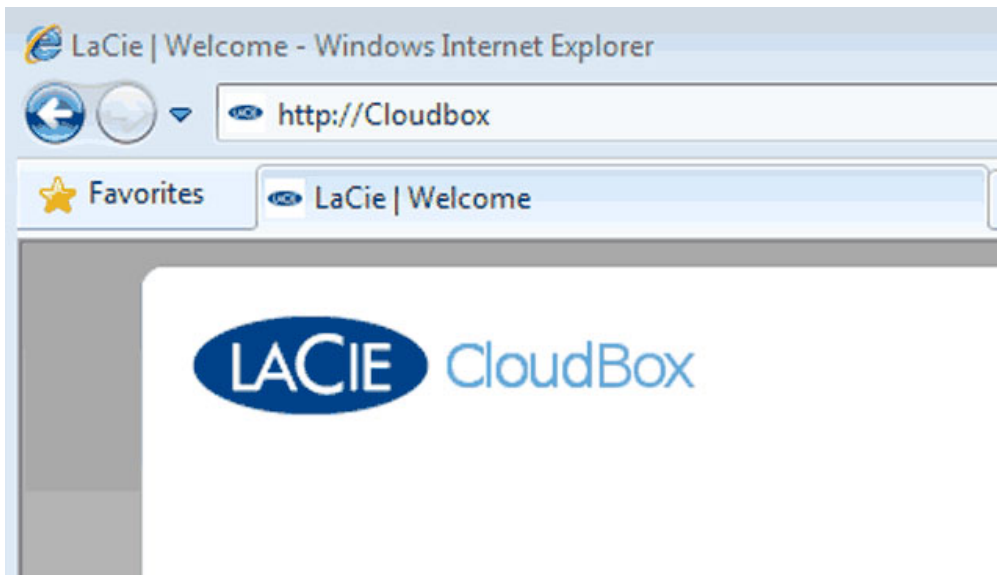 LaCie | Welcome - Windows Internet Explorer
http://Cloudbox
Favorites
LaCie | Welcome
LACIE CloudBox